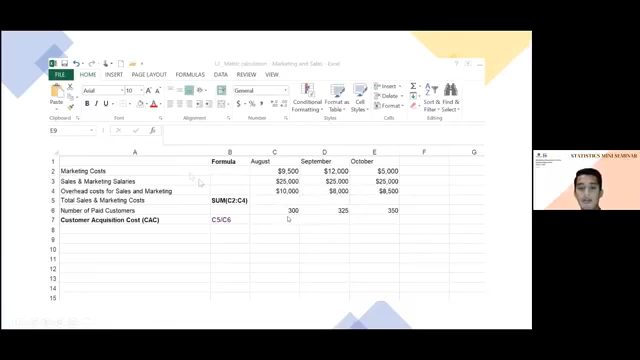 L2 Metric calculation - Marketing and Sales - Excel
FILE HOME INSERT PAGE LAYOUT FORMULAS DATA REVIEW VIEW
Paste
Arial 10
General
Conditional Formatting
Format as Table
Cell Styles
Insert
Delete
Format
Sort & Filter
Find & Select
Clipboard Font Alignment Number Styles Cells Editing
E9 fx
A B C D E F G
1 Formula August September October
2 Marketing Costs $9,500 $12,000 $5,000
3 Sales & Marketing Salaries $25,000 $25,000 $25,000
4 Overhead costs for Sales and Marketing $10,000 $8,000 $8,500
5 Total Sales & Marketing Costs SUM(C2:C4)
6 Number of Paid Customers 300 325 350
7 Customer Acquisition Cost (CAC) C5/C6
8
9
10
11
12
13
14
15
STATISTICS MINI SEMINAR